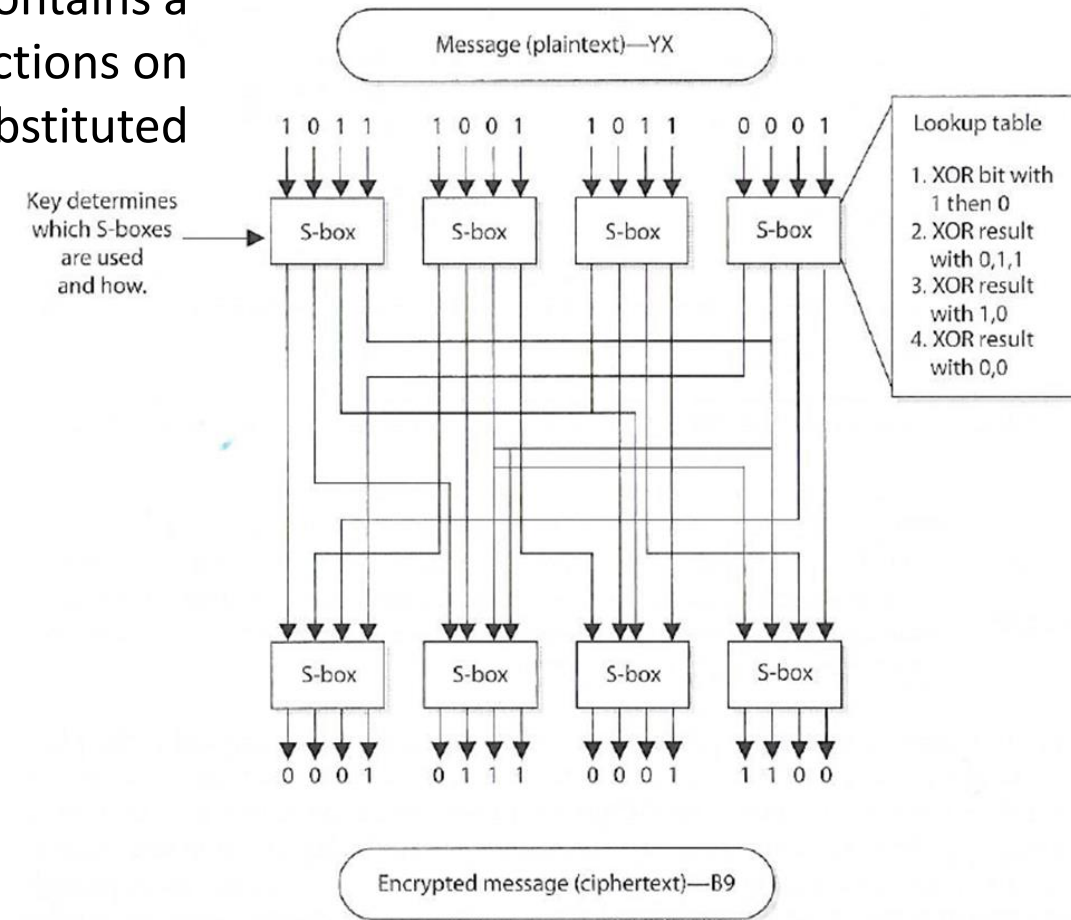 ontains a
ctions on
bstituted
Message (plaintext)—YX
1 0 1 1 1 0 0 1 1 0 1 1 0 0 0 1
Key determines
which S-boxes
are used
and how.
S-box S-box S-box S-box
Lookup table
1. XOR bit with
1 then 0
2. XOR result
with 0,1,1
3. XOR result
with 1,0
4. XOR result
with 0,0
S-box S-box S-box S-box
0 0 0 1 0 1 1 1 0 0 0 1 1 1 0 0
Encrypted message (ciphertext)—B9